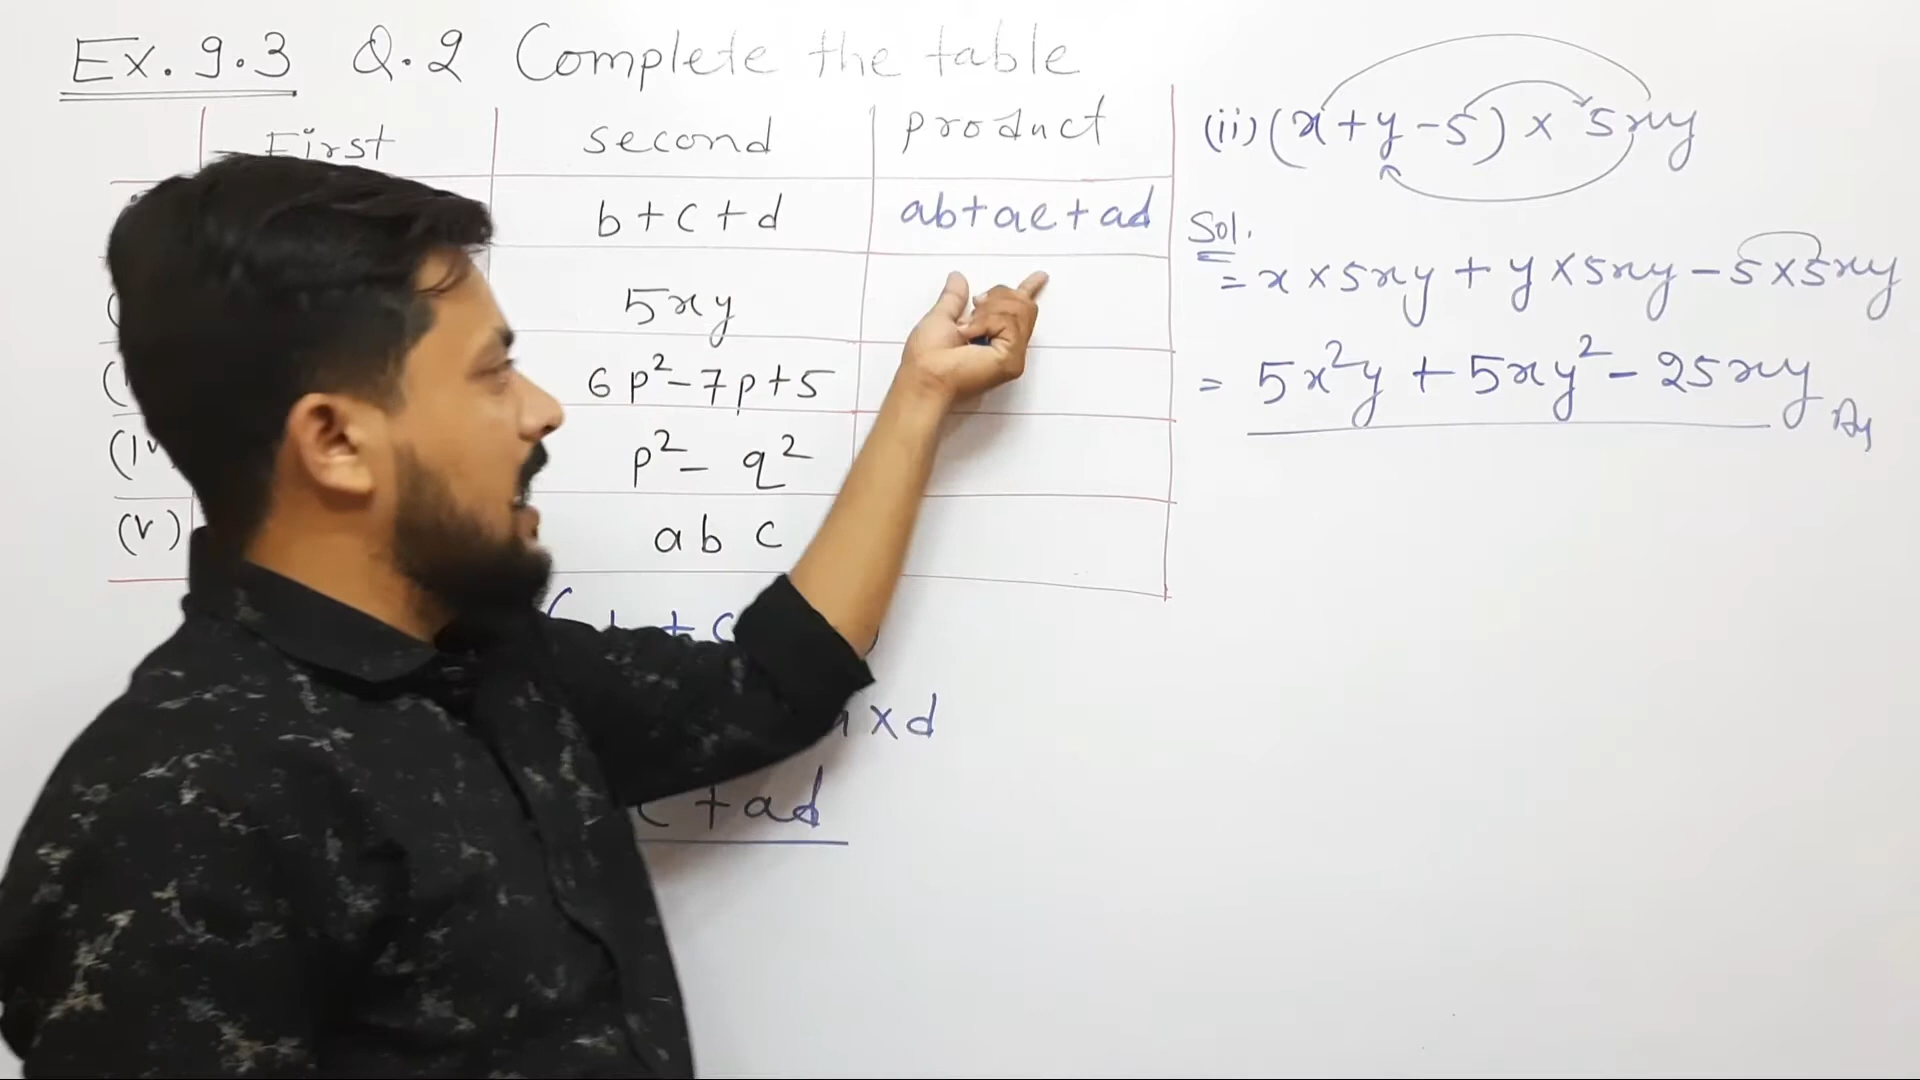 Ex. 9.3 Q.2 Complete the table
First second product
b+c+d ab+ac+ad
5xy
6p²-7p+5
p²- q²
(v) ab c
+ c
xd
+ad
(ii) (x+y-5) × 5xy
Sol.
= x×5xy + y×5xy - 5×5xy
= 5x²y + 5xy² - 25xy